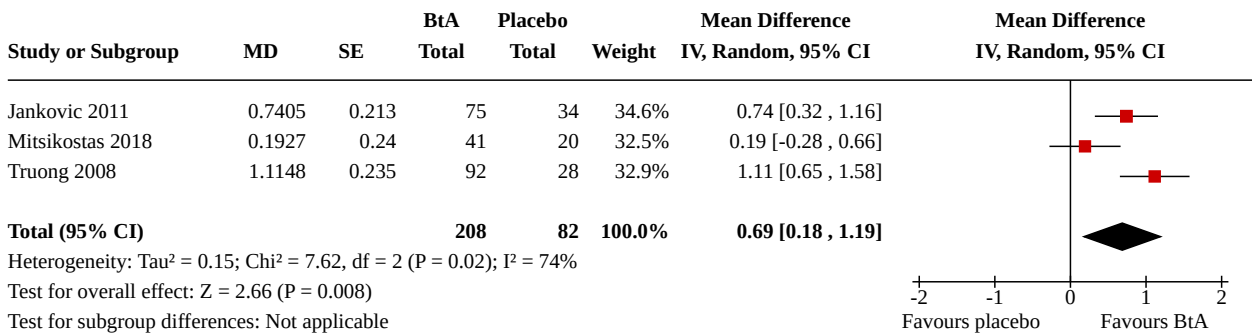 BtA Placebo Mean Difference Mean Difference
Study or Subgroup MD SE Total Total Weight IV, Random, 95% CI IV, Random, 95% CI
Jankovic 2011 0.7405 0.213 75 34 34.6% 0.74 [0.32 , 1.16]
Mitsikostas 2018 0.1927 0.24 41 20 32.5% 0.19 [-0.28 , 0.66]
Truong 2008 1.1148 0.235 92 28 32.9% 1.11 [0.65 , 1.58]
Total (95% CI) 208 82 100.0% 0.69 [0.18 , 1.19]
Heterogeneity: Tau² = 0.15; Chi² = 7.62, df = 2 (P = 0.02); I² = 74%
Test for overall effect: Z = 2.66 (P = 0.008)
-2 -1 0 1 2
Test for subgroup differences: Not applicable
Favours placebo Favours BtA